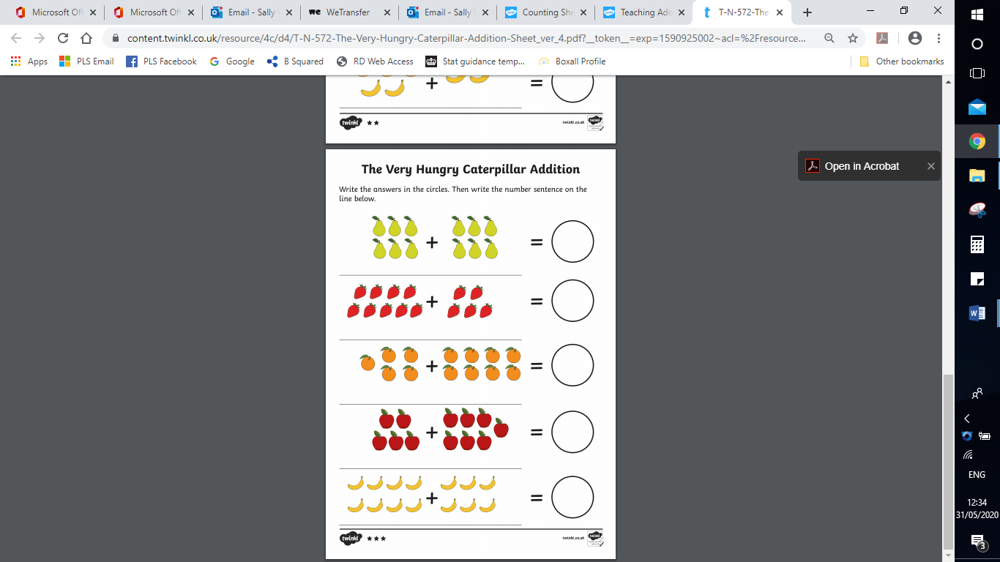 Microsoft Of
Microsoft Of
Email - Sally
WeTransfer
Email - Sally
Counting She
Teaching Add
T-N-572-The
content.twinkl.co.uk/resource/4c/d4/T-N-572-The-Very-Hungry-Caterpillar-Addition-Sheet_ver_4.pdf?__token__=exp=1590925002~acl=%2Fresource...
Apps
PLS Email
PLS Facebook
Google
B Squared
RD Web Access
Stat guidance temp...
Boxall Profile
Other bookmarks
+ =
twinkl
twinkl.co.uk
The Very Hungry Caterpillar Addition
Write the answers in the circles. Then write the number sentence on the
line below.
+ =
+ =
+ =
+ =
+ =
twinkl
twinkl.co.uk
Open in Acrobat
ENG
12:34
31/05/2020
3